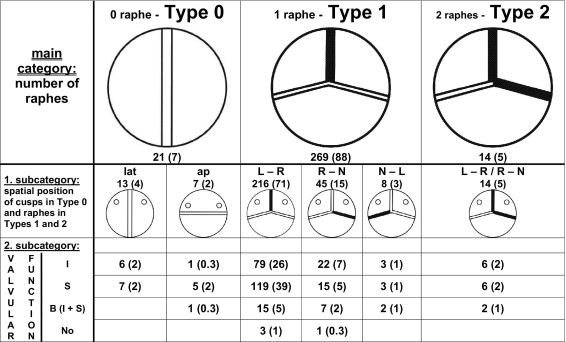 0 raphe - Type 0
1 raphe - Type 1
2 raphes - Type 2
main
category:
number of
raphes
21 (7)
269 (88)
14 (5)
1. subcategory:
spatial position
of cusps in Type 0
and raphes in
Types 1 and 2
lat
13 (4)
ap
7 (2)
L – R
216 (71)
R – N
45 (15)
N – L
8 (3)
L – R / R – N
14 (5)
2. subcategory:
VALVULAR
FUNCTION
I 6 (2) 1 (0.3) 79 (26) 22 (7) 3 (1) 6 (2)
S 7 (2) 5 (2) 119 (39) 15 (5) 3 (1) 6 (2)
B (I + S) 1 (0.3) 15 (5) 7 (2) 2 (1) 2 (1)
No 3 (1) 1 (0.3)